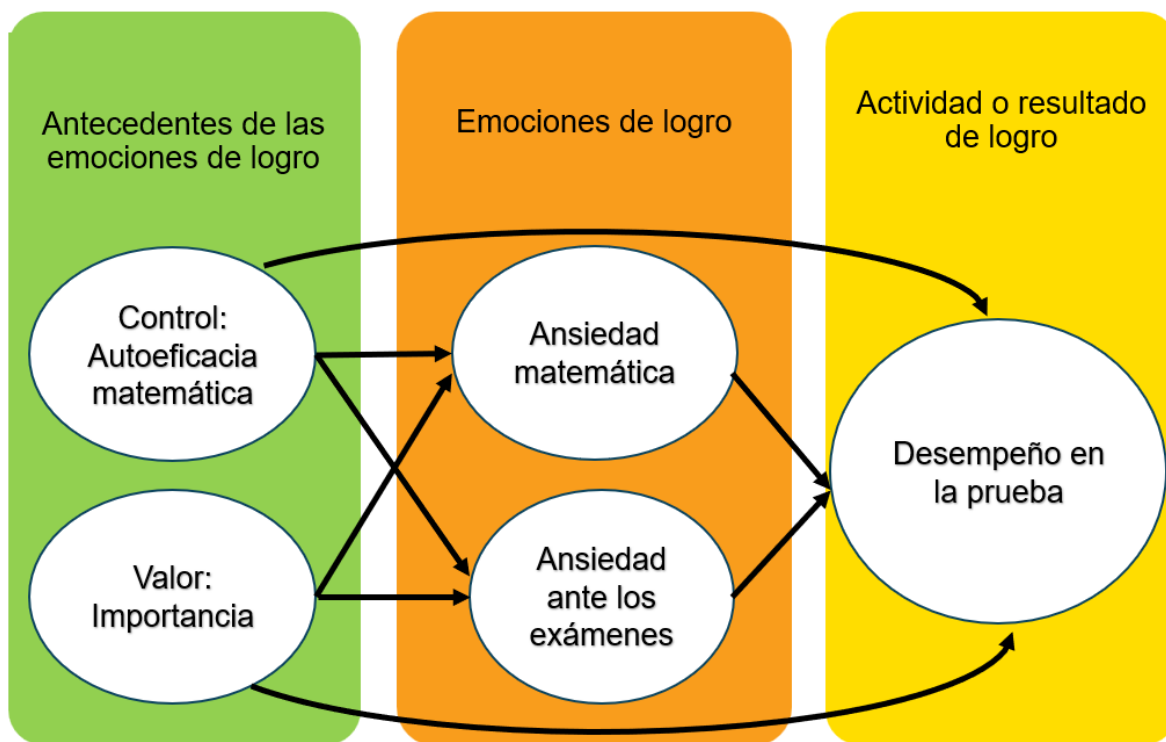 Antecedentes de las
emociones de logro
Emociones de logro
Actividad o resultado
de logro
Control:
Autoeficacia
matemática
Ansiedad
matemática
Desempeño en
la prueba
Valor:
Importancia
Ansiedad
ante los
exámenes